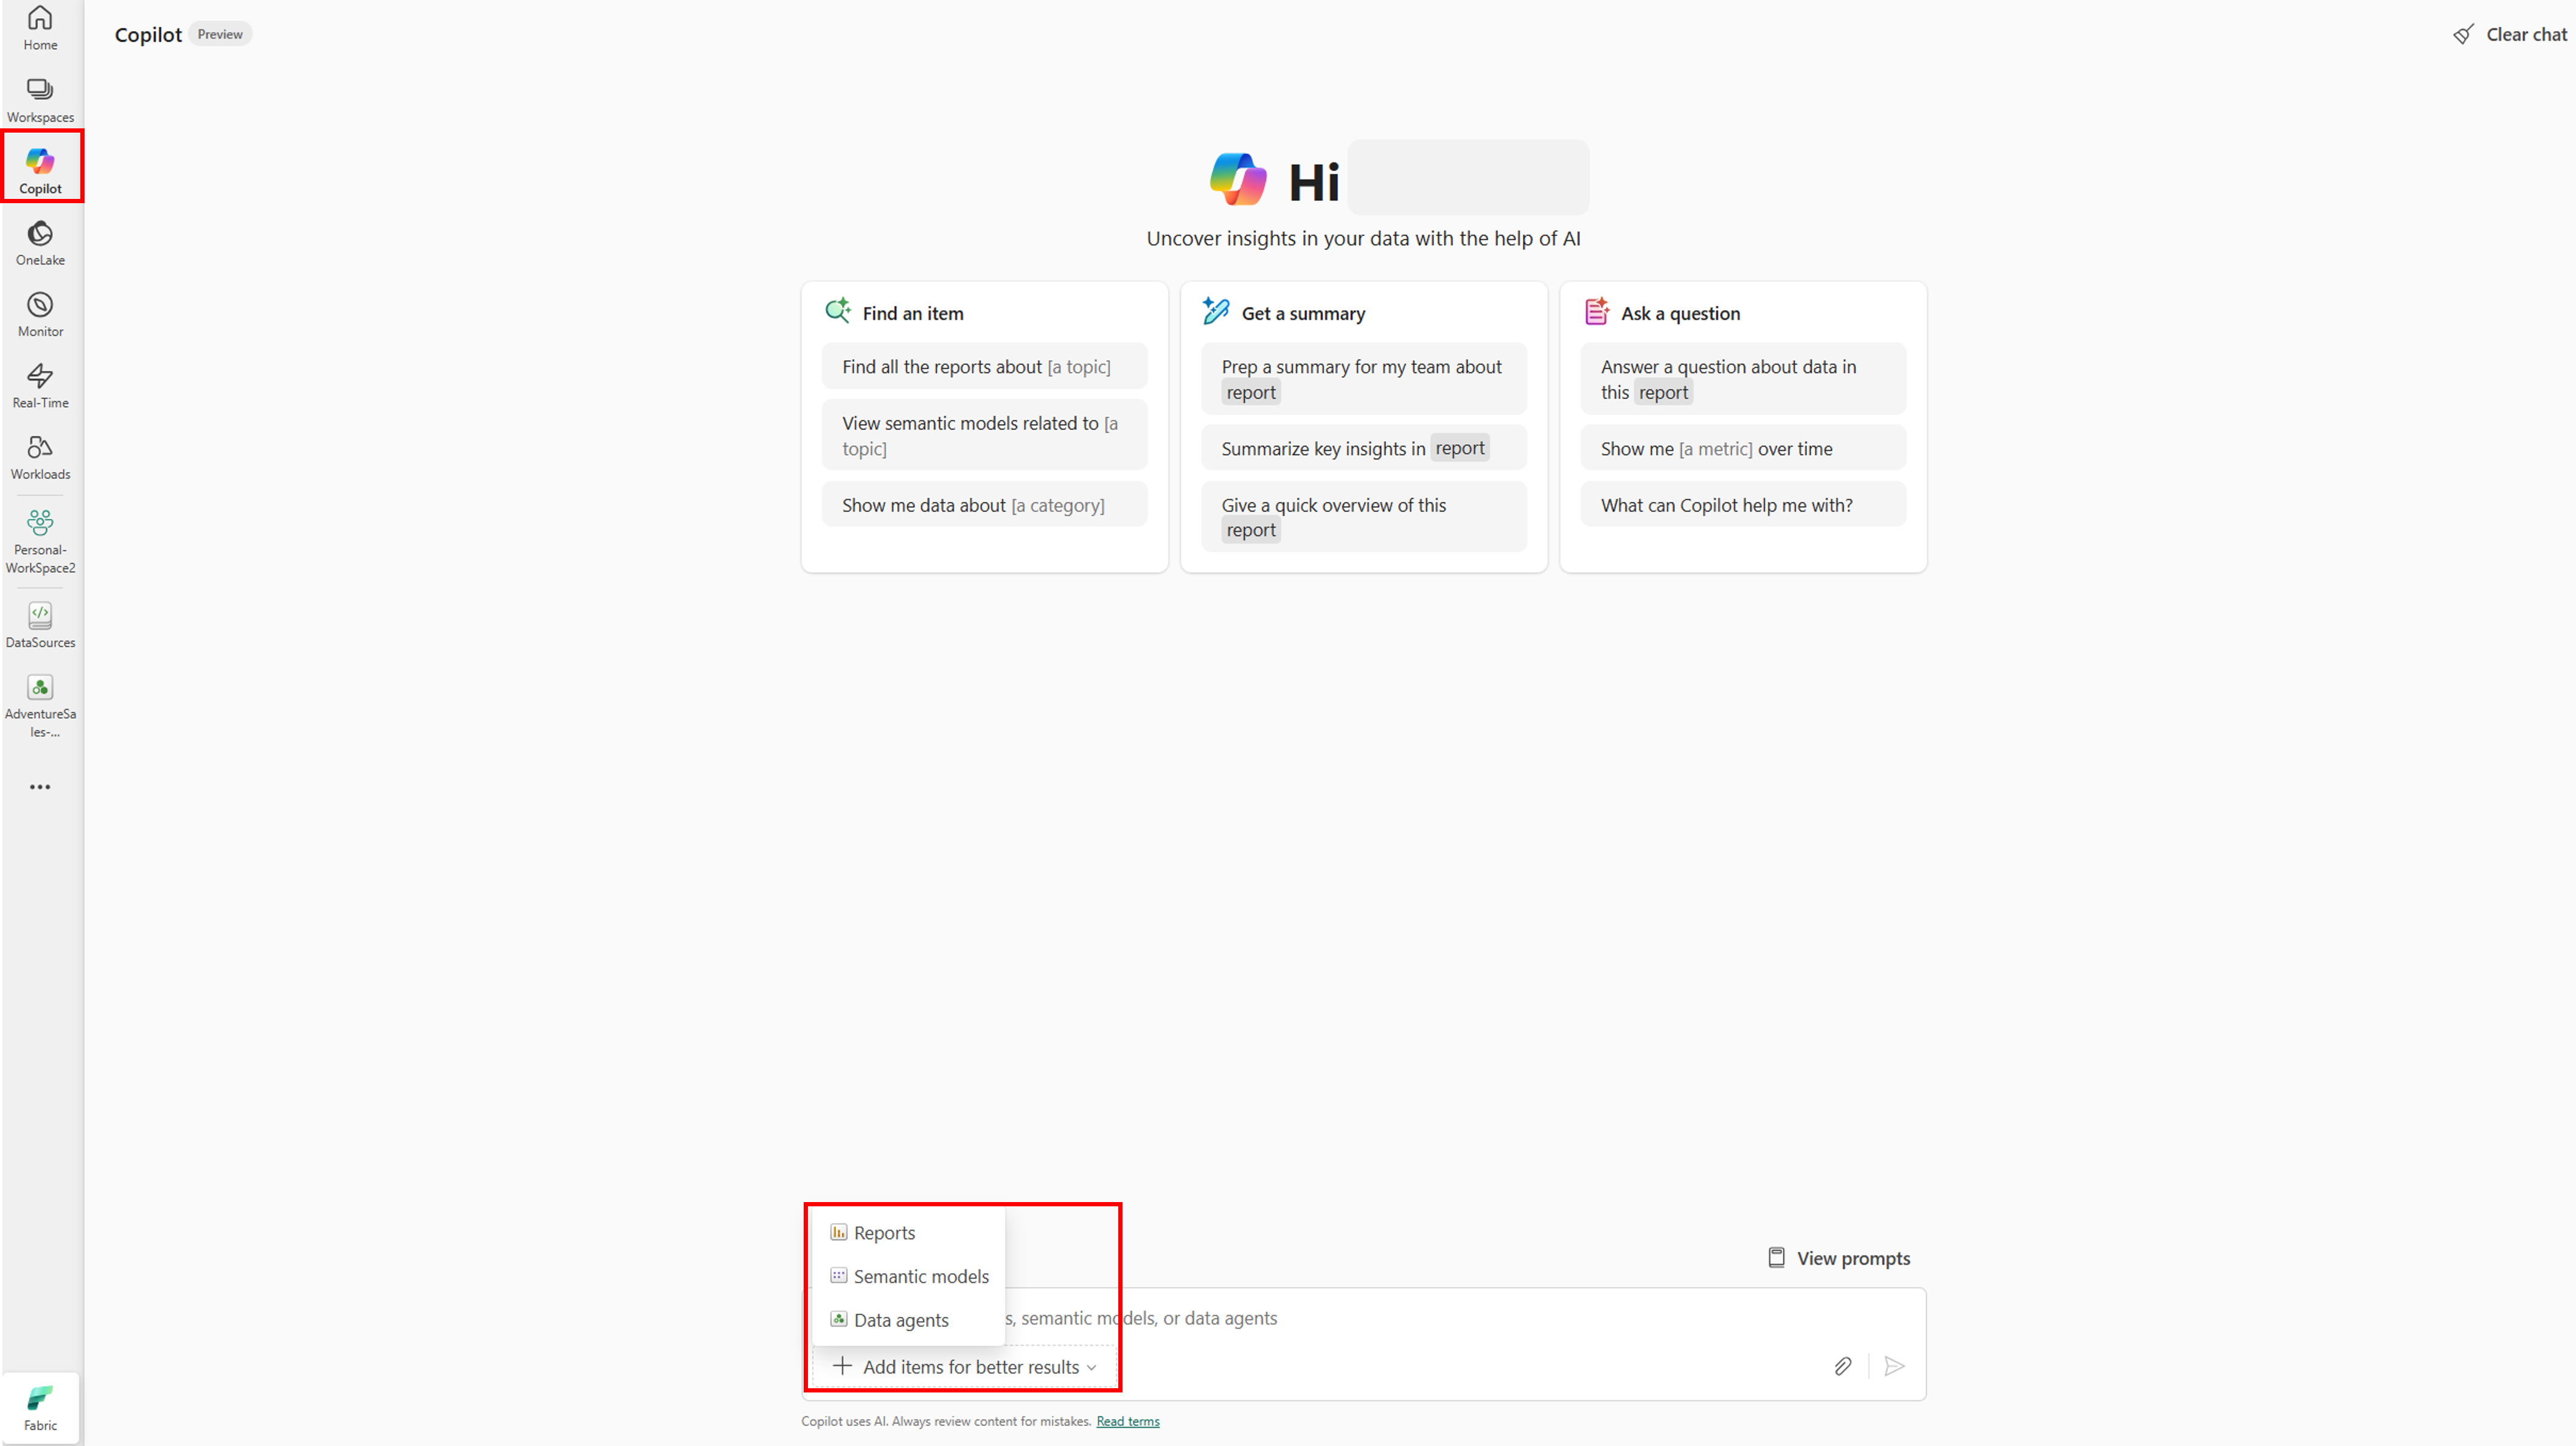 Home
Workspaces
Copilot
OneLake
Monitor
Real-Time
Workloads
Personal-
WorkSpace2
DataSources
AdventureSa
les-...
Fabric
Copilot Preview
Clear chat
Hi
Uncover insights in your data with the help of AI
Find an item
Find all the reports about [a topic]
View semantic models related to [a
topic]
Show me data about [a category]
Get a summary
Prep a summary for my team about
report
Summarize key insights in report
Give a quick overview of this
report
Ask a question
Answer a question about data in
this report
Show me [a metric] over time
What can Copilot help me with?
Reports
Semantic models
Data agents
View prompts
s, semantic models, or data agents
Add items for better results
Copilot uses AI. Always review content for mistakes. Read terms